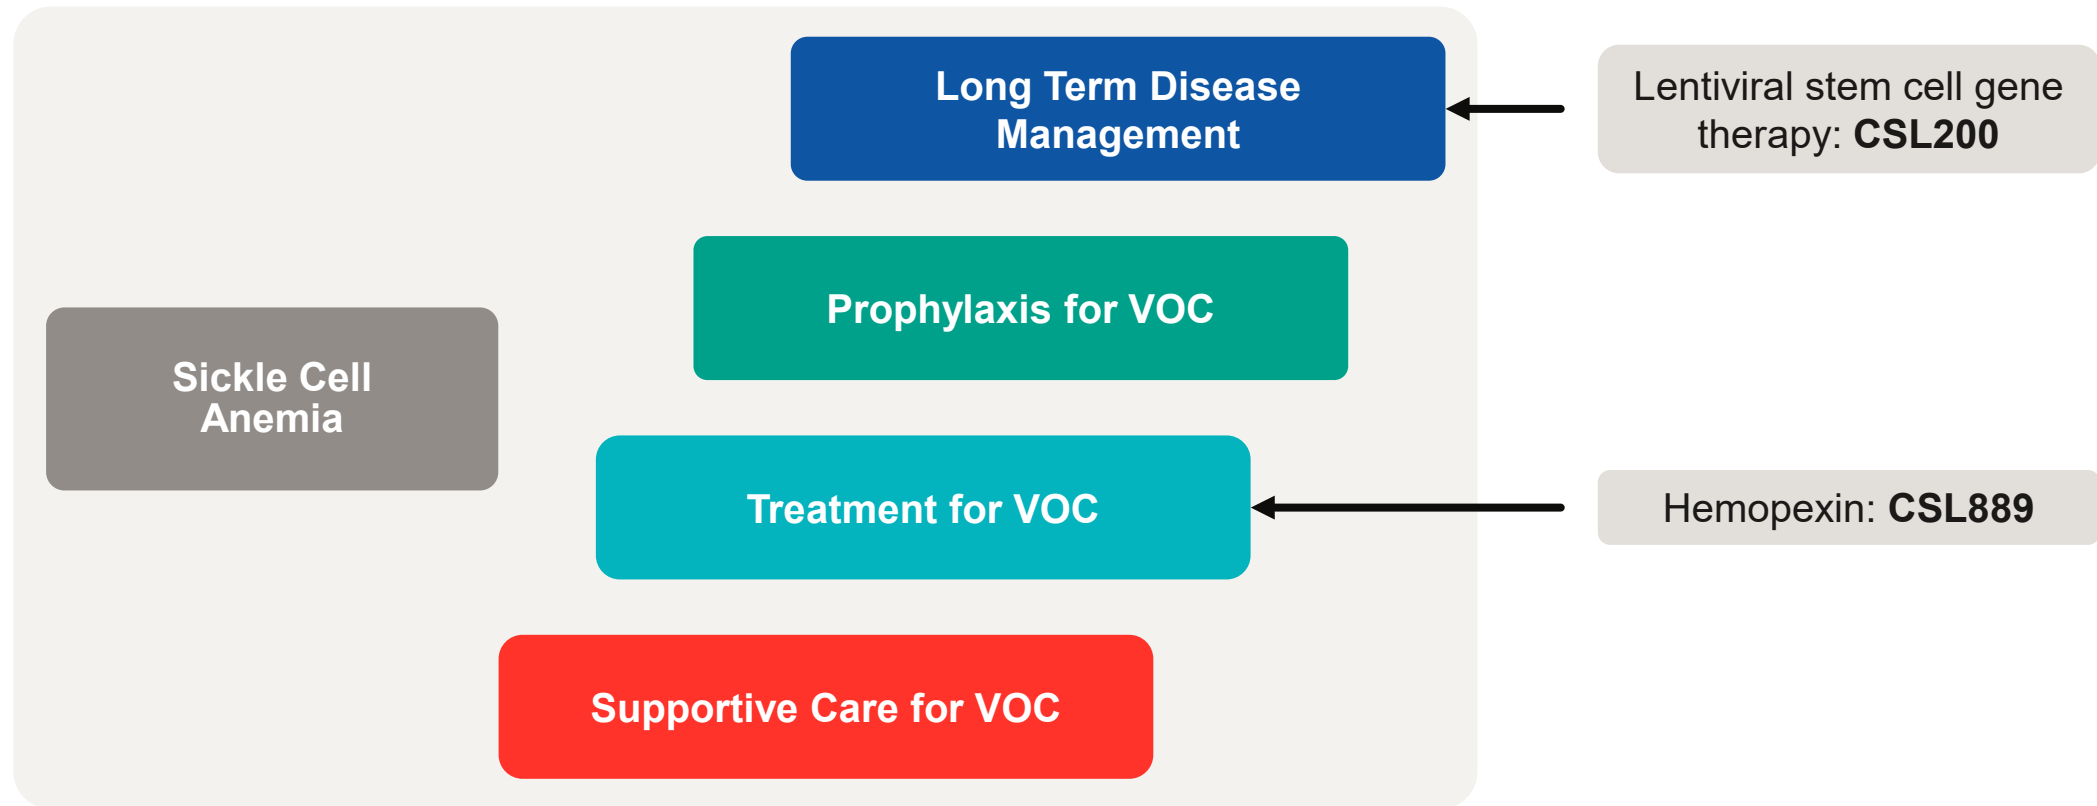 Long Term Disease
Management
Lentiviral stem cell gene
therapy: CSL200
Prophylaxis for VOC
Sickle Cell
Anemia
Treatment for VOC
Hemopexin: CSL889
Supportive Care for VOC